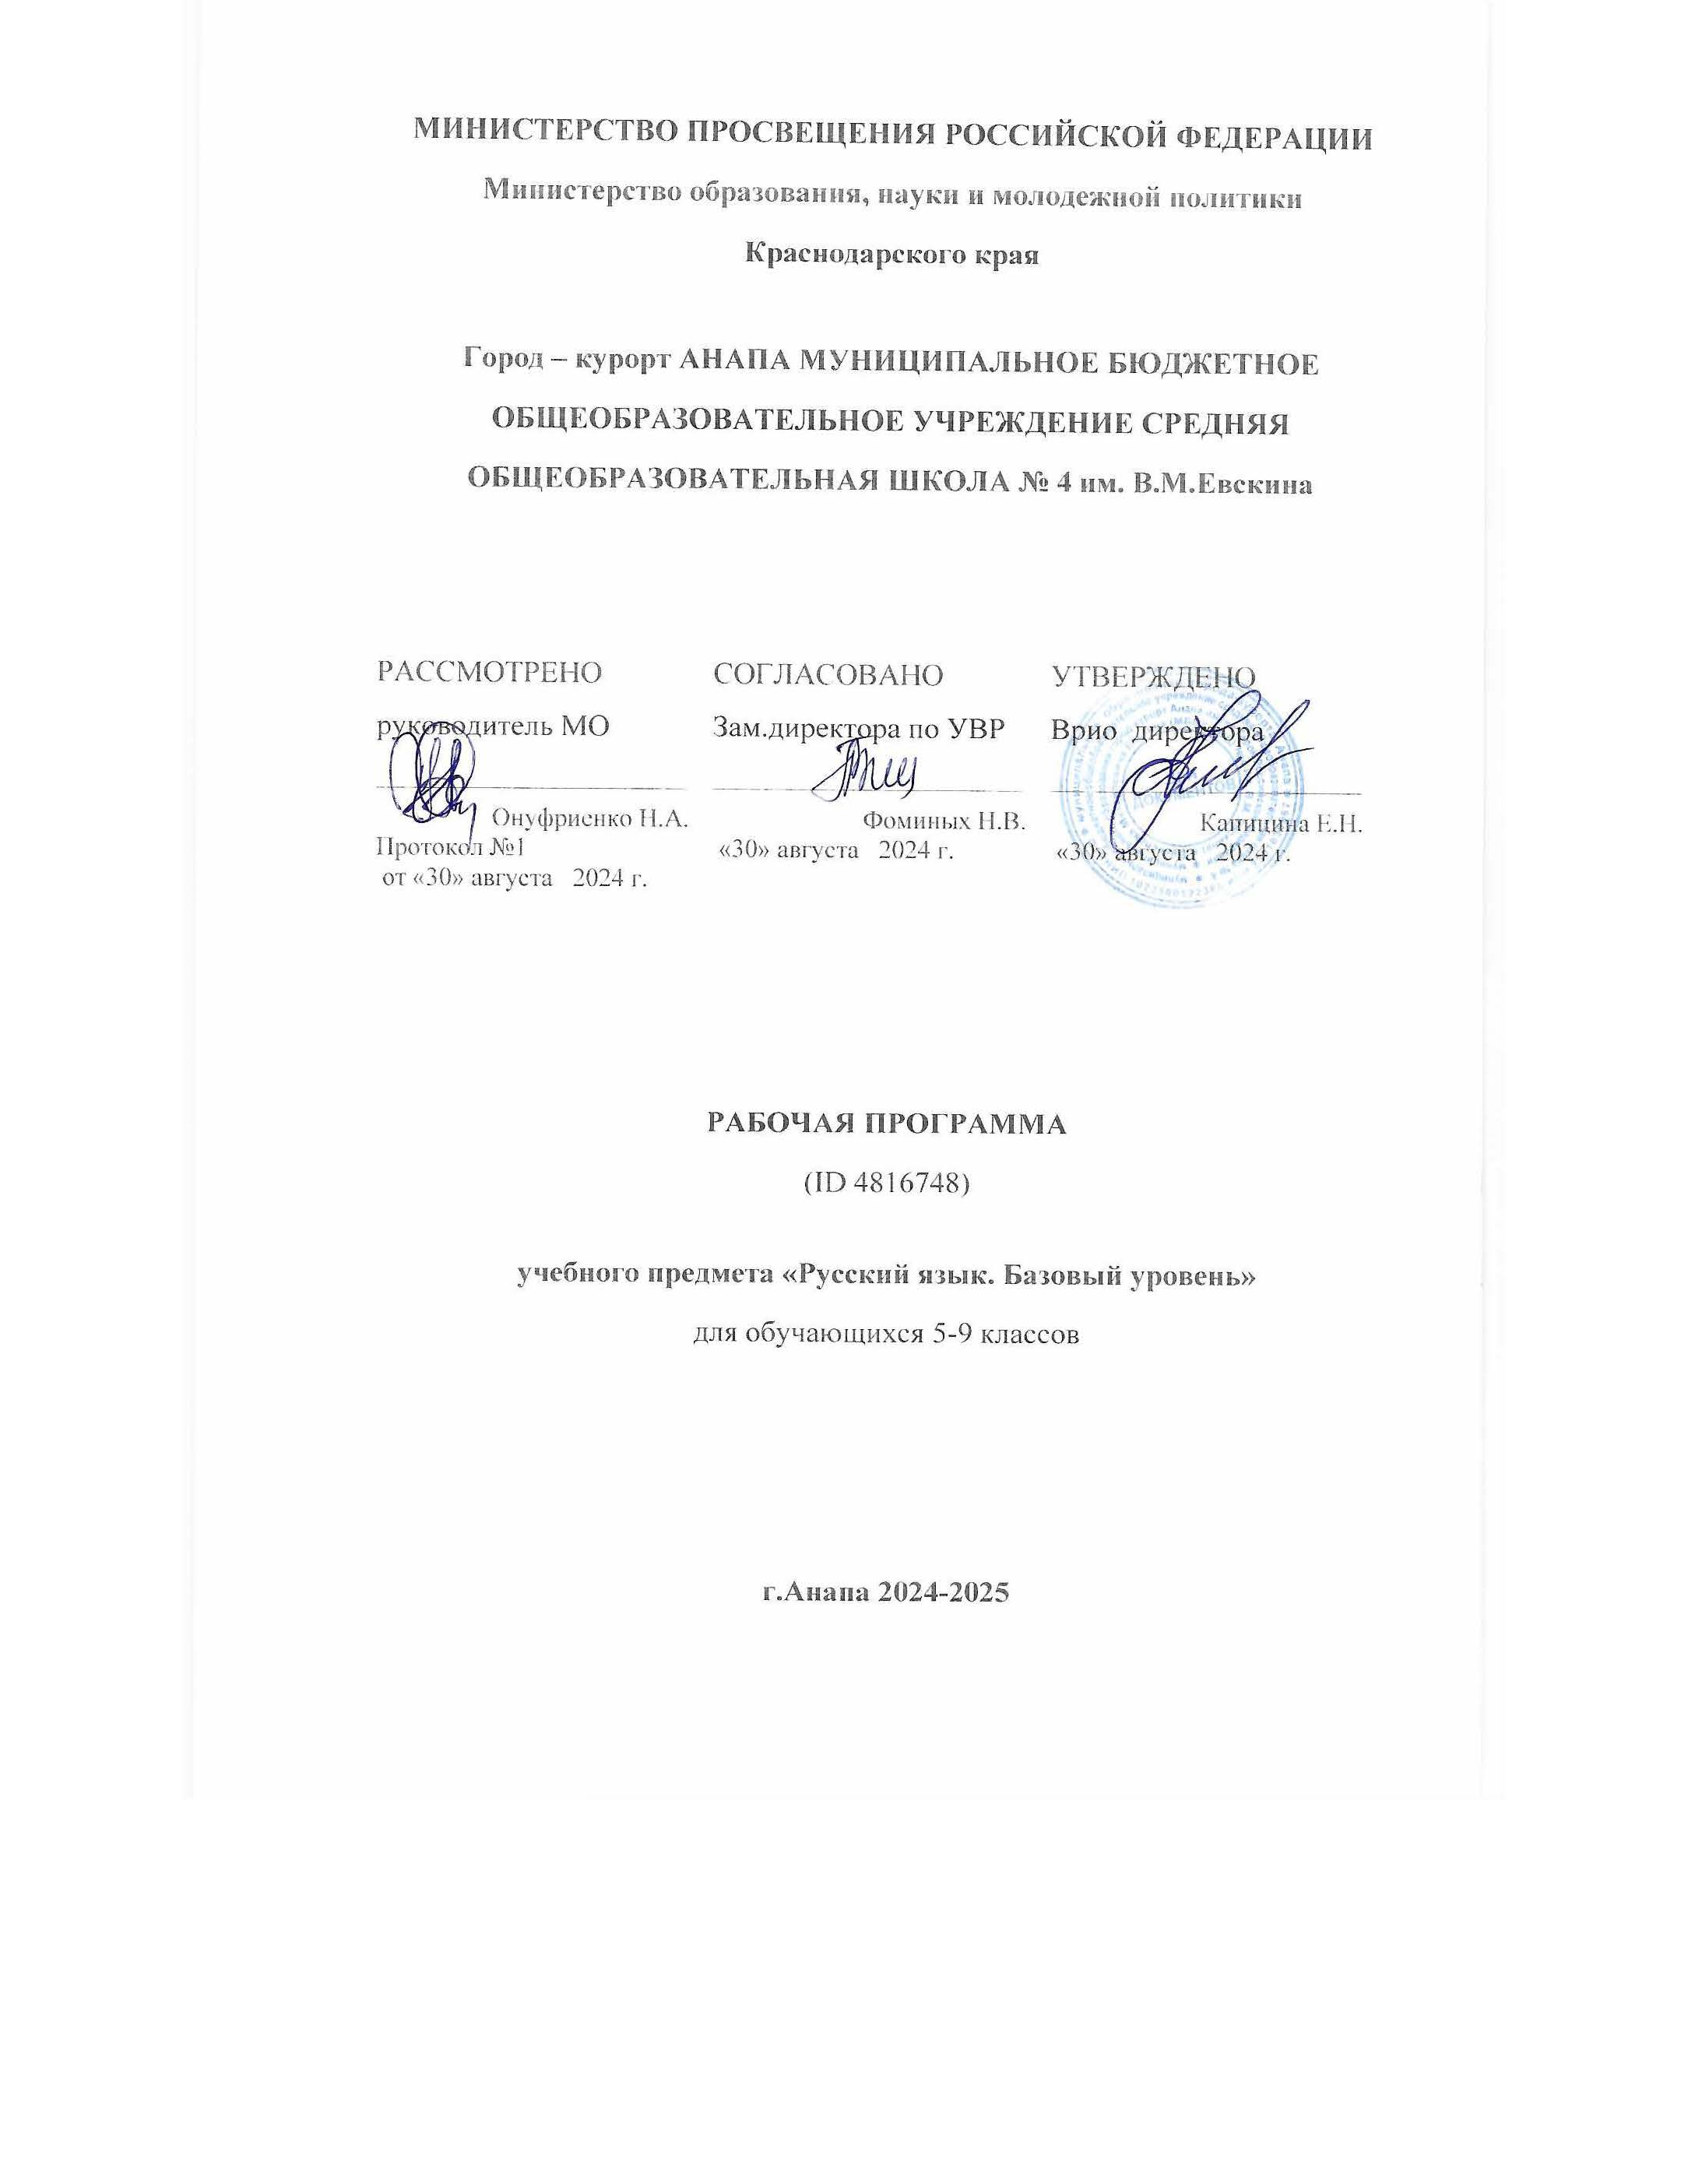 МИНИСТЕРСТВО ПРОСВЕЩЕНИЯ РОССИЙСКОЙ ФЕДЕРАЦИИ
Министерство образования, науки и молодежной политики
Краснодарского края
Город – курорт АНАПА МУНИЦИПАЛЬНОЕ БЮДЖЕТНОЕ
ОБЩЕОБРАЗОВАТЕЛЬНОЕ УЧРЕЖДЕНИЕ СРЕДНЯЯ
ОБЩЕОБРАЗОВАТЕЛЬНАЯ ШКОЛА № 4 им. В.М.Евскина
РАССМОТРЕНО
руководитель МО
Онуфриенко Н.А.
Протокол №1
от «30» августа 2024 г.
СОГЛАСОВАНО
Зам.директора по УВР
Фоминых Н.В.
«30» августа 2024 г.
УТВЕРЖДЕНО
Врио директора
Капицина Е.Н.
«30» августа 2024 г.
ДОКУМЕНТОВ
РАБОЧАЯ ПРОГРАММА
(ID 4816748)
учебного предмета «Русский язык. Базовый уровень»
для обучающихся 5-9 классов
г.Анапа 2024-2025